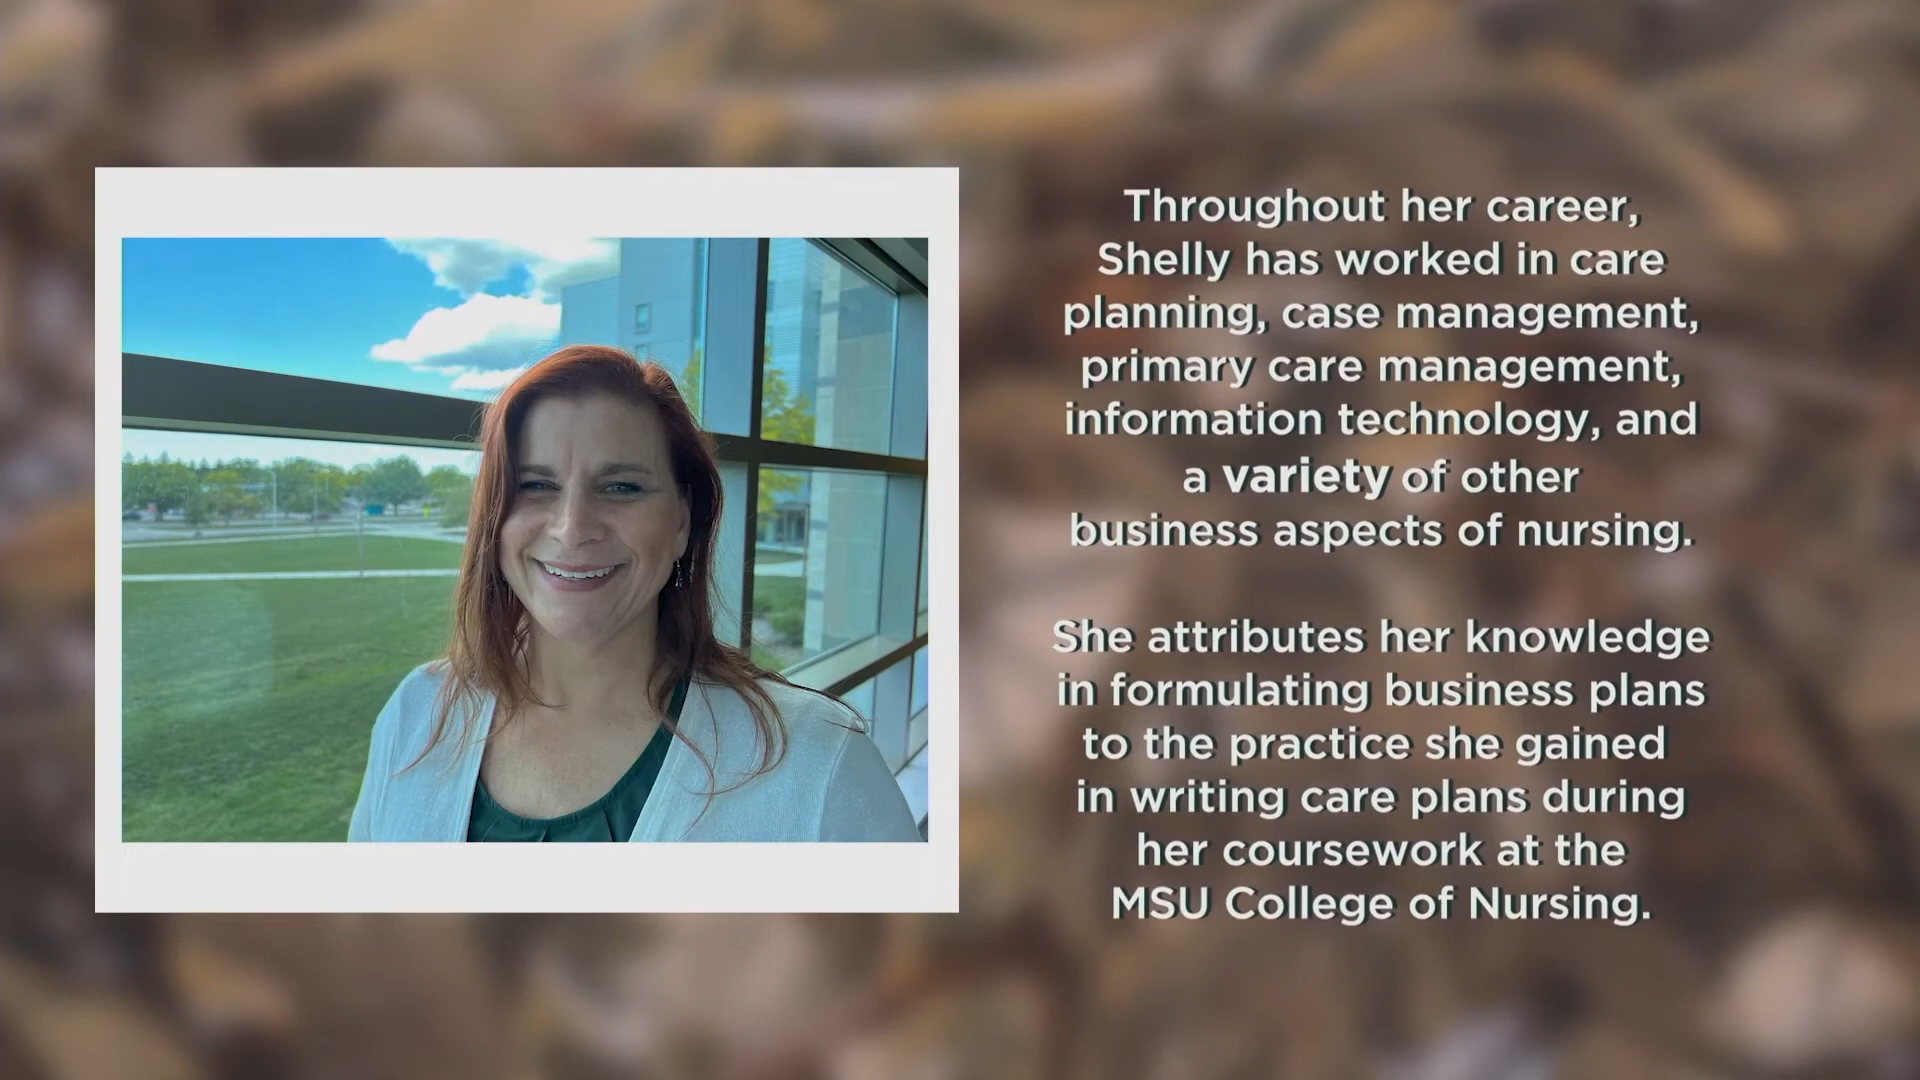 Throughout her career,
Shelly has worked in care
planning, case management,
primary care management,
information technology, and
a variety of other
business aspects of nursing.
She attributes her knowledge
in formulating business plans
to the practice she gained
in writing care plans during
her coursework at the
MSU College of Nursing.